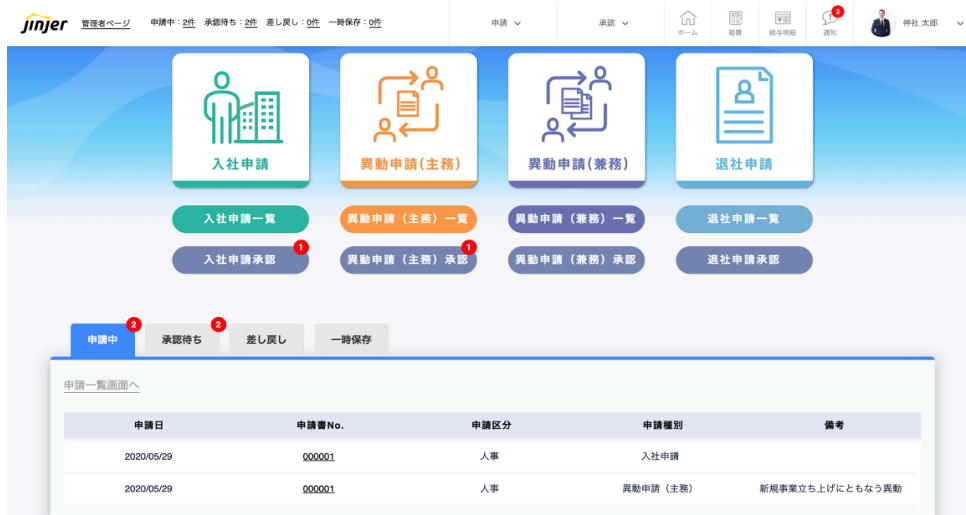 jinjer 管理者ページ 申請中：2件 承認待ち：2件 差し戻し：0件 一時保存：0件 申請 承認 ホーム 経費 給与明細 通知 2 神社 太郎
入社申請 異動申請(主務) 異動申請(兼務) 退社申請
入社申請一覧 異動申請（主務）一覧 異動申請（兼務）一覧 退社申請一覧
入社申請承認 1 異動申請（主務）承認 1 異動申請（兼務）承認 退社申請承認
申請中 2 承認待ち 2 差し戻し 一時保存
申請一覧画面へ
申請日 申請書No. 申請区分 申請種別 備考
2020/05/29 000001 人事 入社申請
2020/05/29 000001 人事 異動申請（主務） 新規事業立ち上げにともなう異動